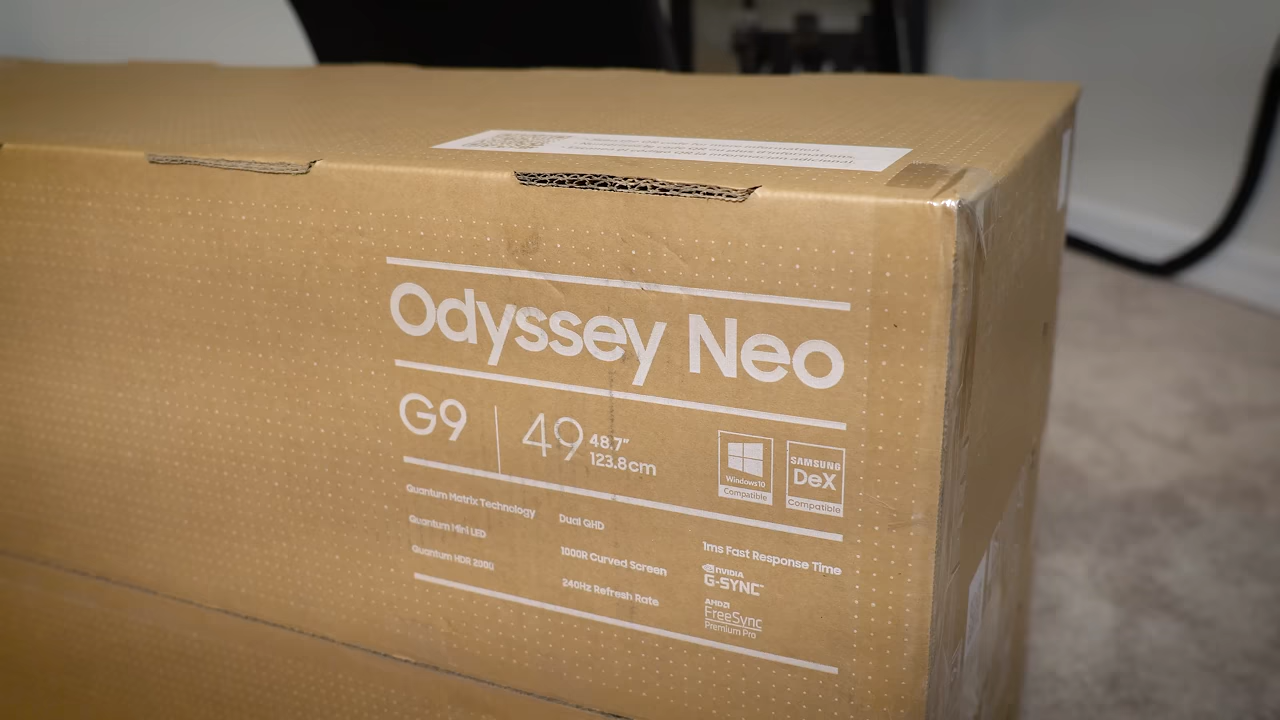 Odyssey Neo
G9
49
48.7"
123.8cm
Windows10
Compatible
SAMSUNG
DeX
Compatible
Quantum Matrix Technology
Quantum Mini LED
Quantum HDR 2000
Dual QHD
1000R Curved Screen
240Hz Refresh Rate
1ms Fast Response Time
NVIDIA
G-SYNC
AMD
FreeSync
Premium Pro